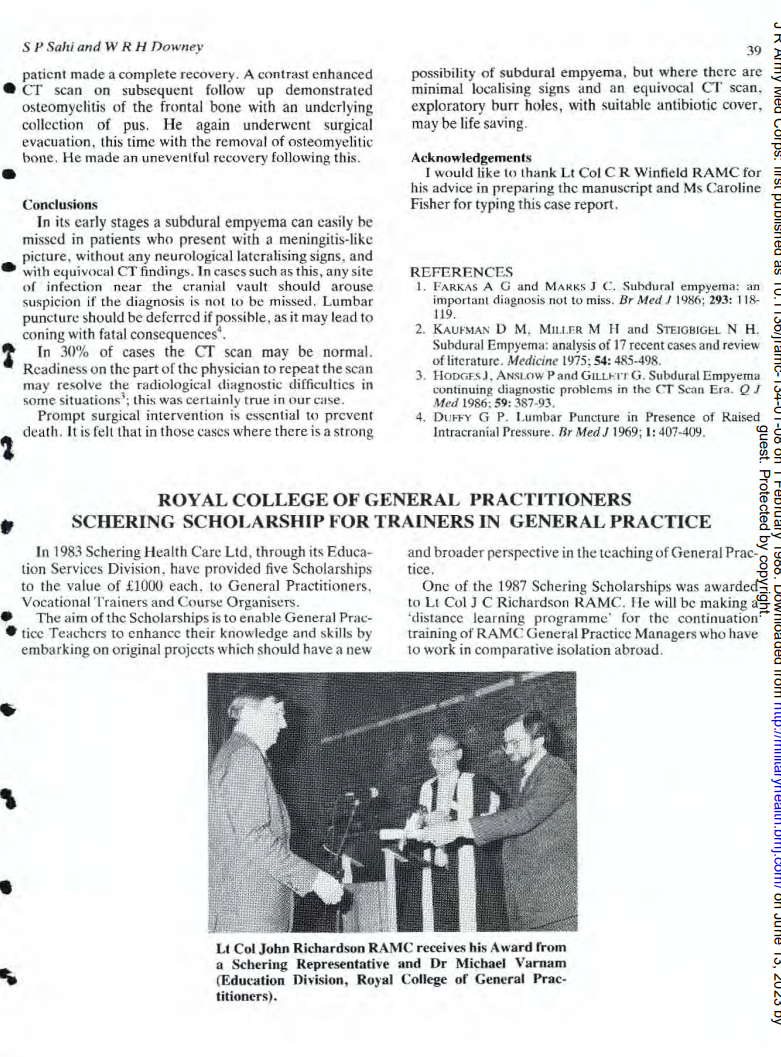 S P Sahi and W R H Downey
39
patient made a complete recovery. A contrast enhanced
CT scan on subsequent follow up demonstrated
osteomyelitis of the frontal bone with an underlying
collection of pus. He again underwent surgical
evacuation, this time with the removal of osteomyelitic
bone. He made an uneventful recovery following this.
Conclusions
In its early stages a subdural empyema can easily be
missed in patients who present with a meningitis-like
picture, without any neurological lateralising signs, and
with equivocal CT findings. In cases such as this, any site
of infection near the cranial vault should arouse
suspicion if the diagnosis is not to be missed. Lumbar
puncture should be deferred if possible, as it may lead to
coning with fatal consequences4.
In 30% of cases the CT scan may be normal.
Readiness on the part of the physician to repeat the scan
may resolve the radiological diagnostic difficulties in
some situations3; this was certainly true in our case.
Prompt surgical intervention is essential to prevent
death. It is felt that in those cases where there is a strong
possibility of subdural empyema, but where there are
minimal localising signs and an equivocal CT scan,
exploratory burr holes, with suitable antibiotic cover,
may be life saving.
Acknowledgements
I would like to thank Lt Col C R Winfield RAMC for
his advice in preparing the manuscript and Ms Caroline
Fisher for typing this case report.
REFERENCES
1. FARKAS A G and MARKS J C. Subdural empyema: an
important diagnosis not to miss. Br Med J 1986; 293: 118-
119.
2. KAUFMAN D M, MILLER M H and STEIGBIGEL N H.
Subdural Empyema: analysis of 17 recent cases and review
of literature. Medicine 1975; 54: 485-498.
3. HODGES J, ANSLOW P and GILLETT G. Subdural Empyema
continuing diagnostic problems in the CT Scan Era. Q J
Med 1986; 59: 387-93.
4. DUFFY G P. Lumbar Puncture in Presence of Raised
Intracranial Pressure. Br Med J 1969; 1: 407-409.
ROYAL COLLEGE OF GENERAL PRACTITIONERS
SCHERING SCHOLARSHIP FOR TRAINERS IN GENERAL PRACTICE
In 1983 Schering Health Care Ltd, through its Educa-
tion Services Division, have provided five Scholarships
to the value of £1000 each, to General Practitioners,
Vocational Trainers and Course Organisers.
The aim of the Scholarships is to enable General Prac-
tice Teachers to enhance their knowledge and skills by
embarking on original projects which should have a new
and broader perspective in the teaching of General Prac-
tice.
One of the 1987 Schering Scholarships was awarded
to Lt Col J C Richardson RAMC. He will be making a
'distance learning programme' for the continuation
training of RAMC General Practice Managers who have
to work in comparative isolation abroad.
Lt Col John Richardson RAMC receives his Award from
a Schering Representative and Dr Michael Varnam
(Education Division, Royal College of General Prac-
titioners).
J R Army Med Corps: first published as 10.1136/jramc-134-01-08 on 1 February 1988. Downloaded from http://militaryhealth.bmj.com/ on June 13, 2023 by
guest. Protected by copyright.